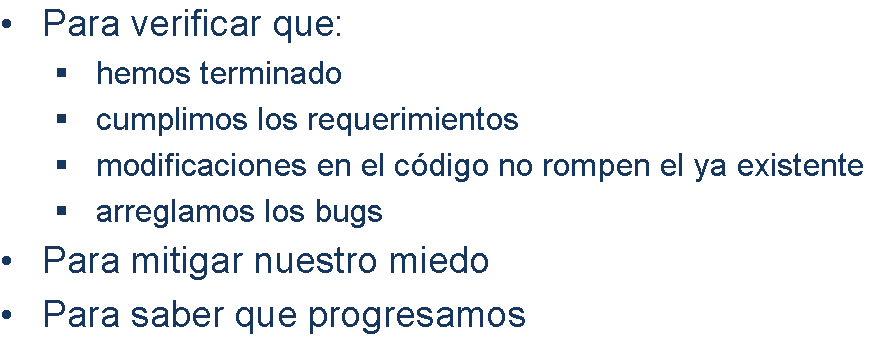 • Para verificar que:
▪ hemos terminado
▪ cumplimos los requerimientos
▪ modificaciones en el código no rompen el ya existente
▪ arreglamos los bugs
• Para mitigar nuestro miedo
• Para saber que progresamos